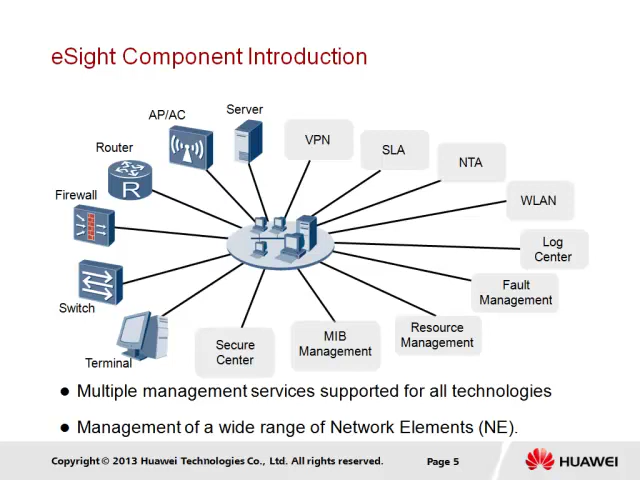 eSight Component Introduction
Server
AP/AC
VPN
SLA
Router
NTA
R
Firewall
WLAN
Log
Center
Fault
Management
Switch
Resource
Management
MIB
Management
Secure
Center
Terminal
● Multiple management services supported for all technologies
● Management of a wide range of Network Elements (NE).
Copyright © 2013 Huawei Technologies Co., Ltd. All rights reserved.
Page 5
HUAWEI